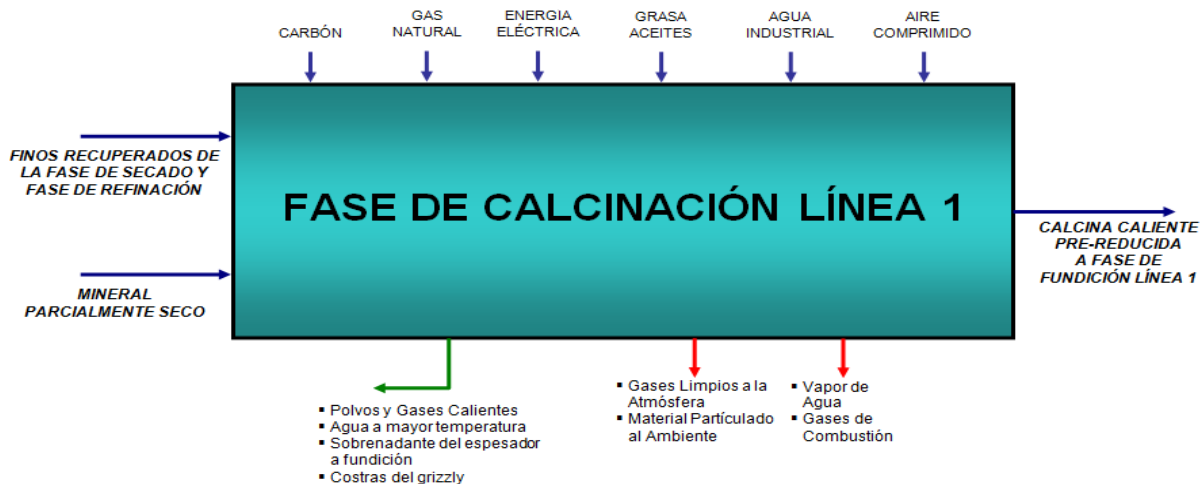 CARBÓN
GAS
NATURAL
ENERGIA
ELÉCTRICA
GRASA
ACEITES
AGUA
INDUSTRIAL
AIRE
COMPRIMIDO
FINOS RECUPERADOS DE
LA FASE DE SECADO Y
FASE DE REFINACIÓN
FASE DE CALCINACIÓN LÍNEA 1
CALCINA CALIENTE
PRE-REDUCIDA
A FASE DE
FUNDICIÓN LÍNEA 1
MINERAL
PARCIALMENTE SECO
▪ Polvos y Gases Calientes
▪ Agua a mayor temperatura
▪ Sobrenadante del espesador
a fundición
▪ Costras del grizzly
▪ Gases Limpios a la
Atmósfera
▪ Material Partículado
al Ambiente
▪ Vapor de
Agua
▪ Gases de
Combustión